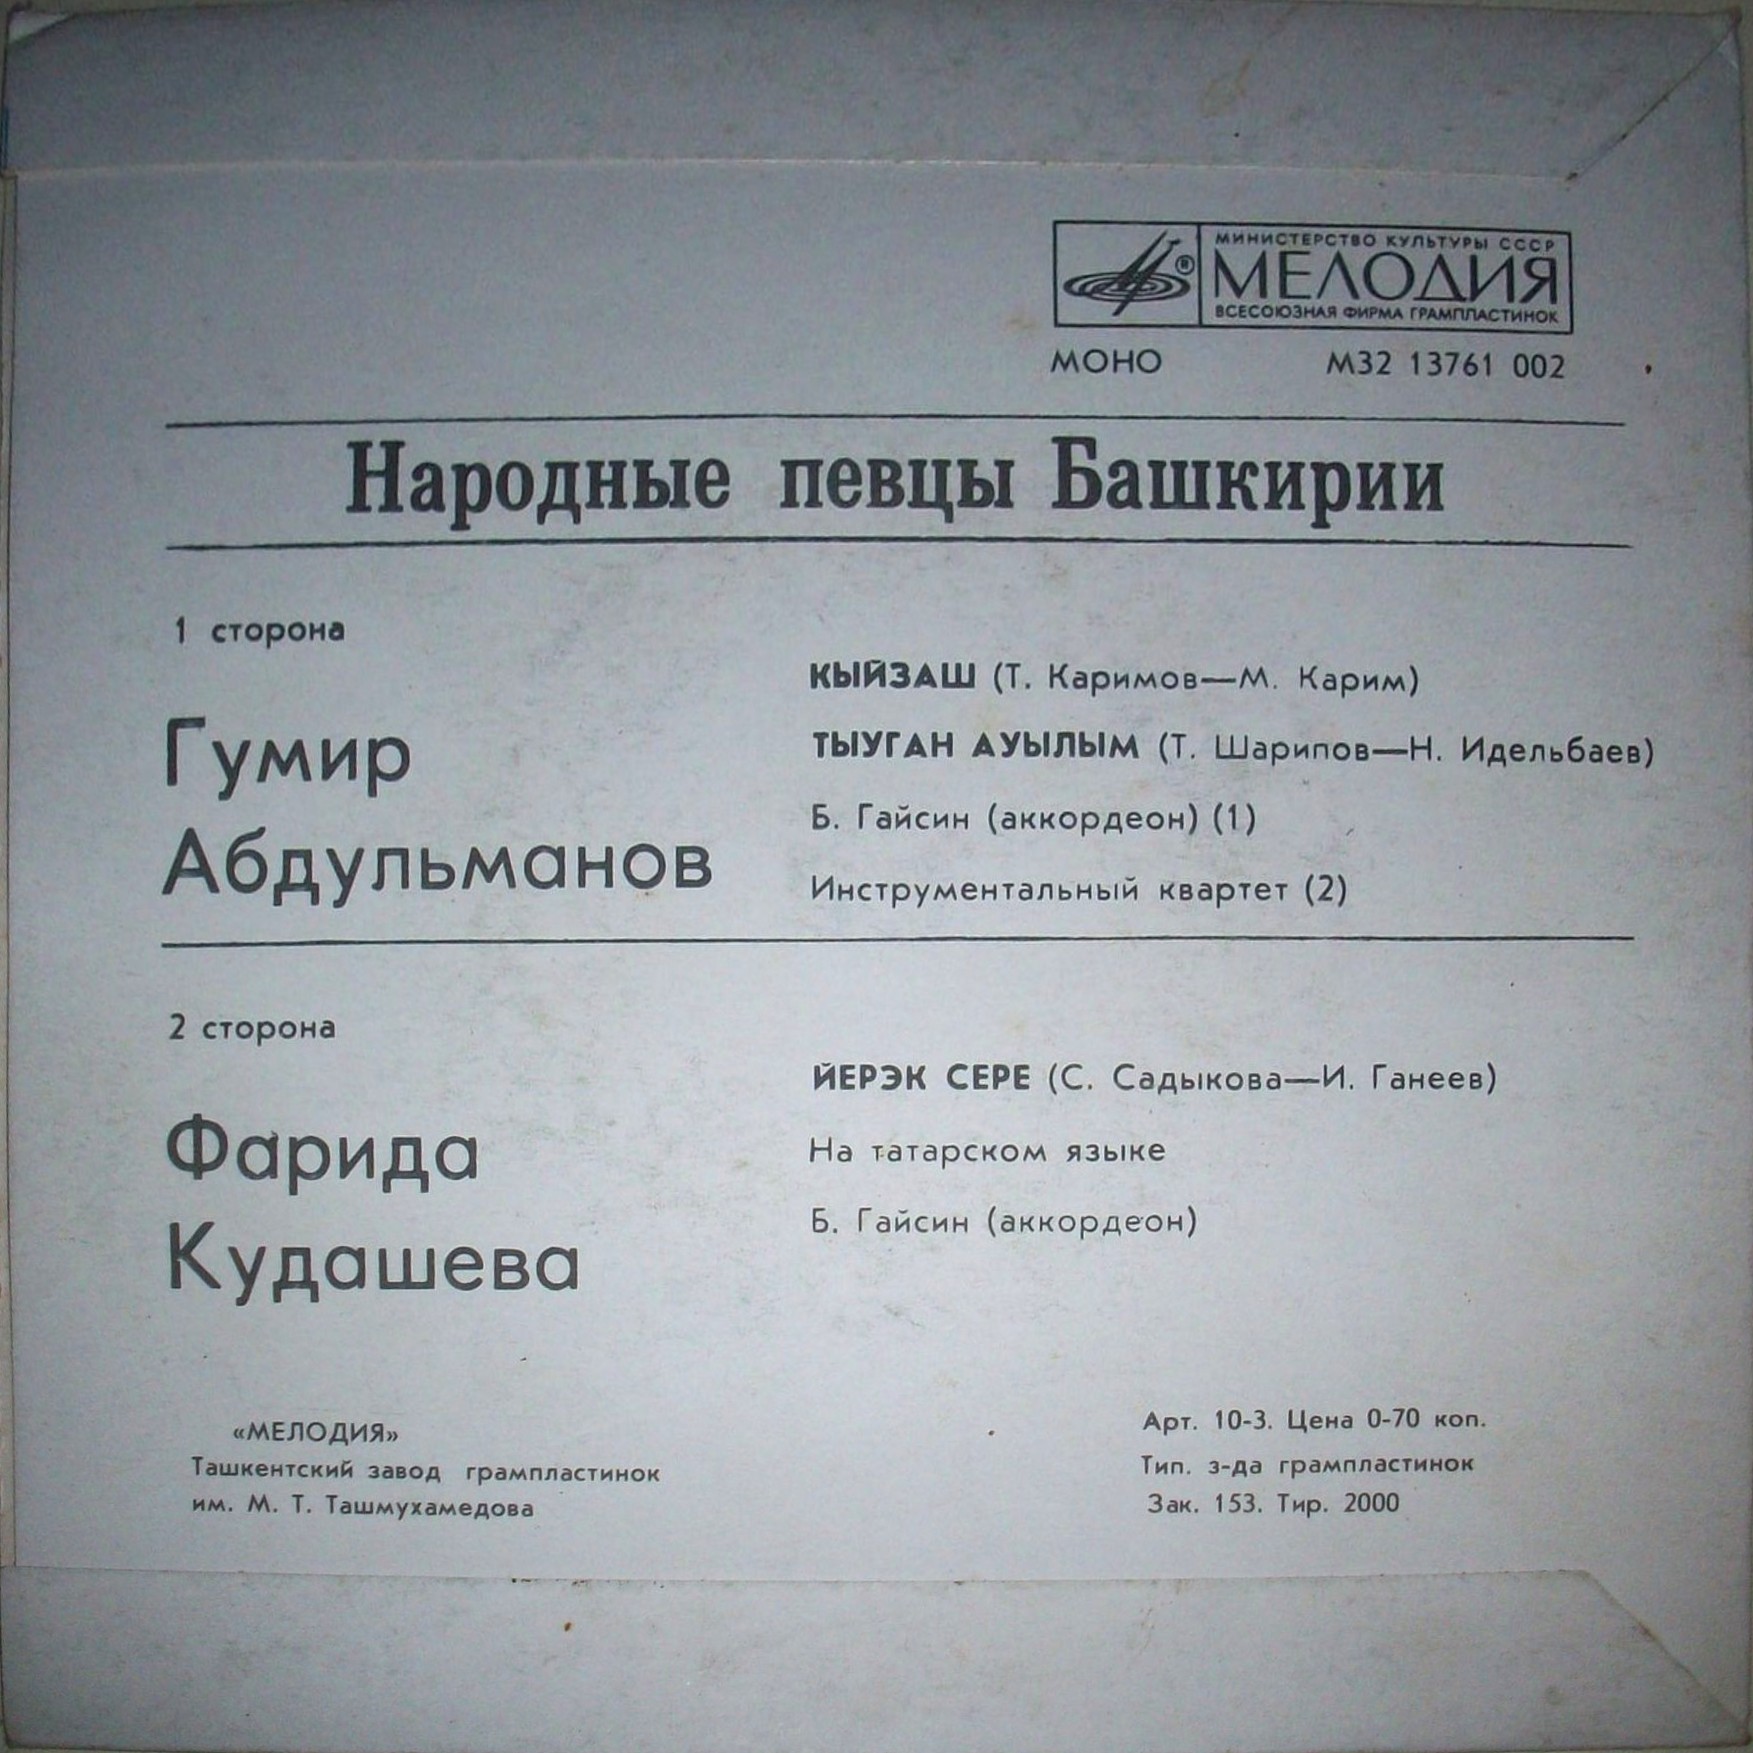 МИНИСТЕРСТВО КУЛЬТУРЫ СССР
МЕЛОДИЯ
ВСЕСОЮЗНАЯ ФИРМА ГРАМПЛАСТИНОК
МОНО М32 13761 002
Народные певцы Башкирии
1 сторона
Гумир
Абдульманов
КЫЙЗАШ (Т. Каримов—М. Карим)
ТЫУГАН АУЫЛЫМ (Т. Шарипов—Н. Идельбаев)
Б. Гайсин (аккордеон) (1)
Инструментальный квартет (2)
2 сторона
Фарида
Кудашева
ЙЕРЭК СЕРЕ (С. Садыкова—И. Ганеев)
На татарском языке
Б. Гайсин (аккордеон)
«МЕЛОДИЯ»
Ташкентский завод грампластинок
им. М. Т. Ташмухамедова
Арт. 10-3. Цена 0-70 коп.
Тип. з-да грампластинок
Зак. 153. Тир. 2000